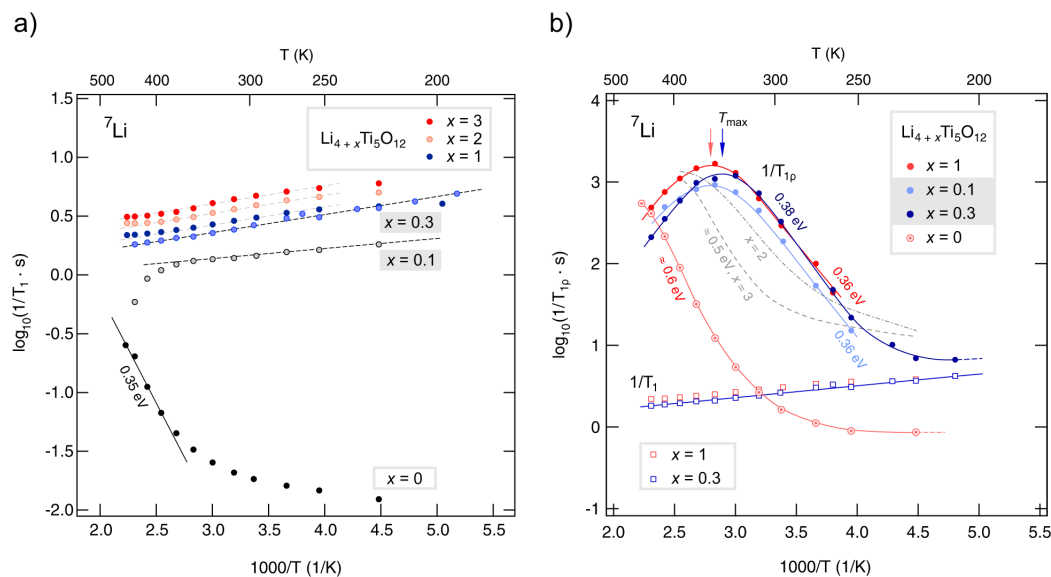 a)
T (K)
500
400
300
250
200
1.5
1.0
0.5
0.0
-0.5
-1.0
-1.5
-2.0
log10(1/T1 · s)
7Li
Li4 + xTi5O12
x = 3
x = 2
x = 1
x = 0.3
x = 0.1
0.35 eV
x = 0
2.0
2.5
3.0
3.5
4.0
4.5
5.0
5.5
1000/T (1/K)
b)
T (K)
500
400
300
250
200
4
3
2
1
0
-1
log10(1/T1ρ · s)
7Li
Tmax
1/T1ρ
Li4 + xTi5O12
x = 1
x = 0.1
x = 0.3
x = 0
0.38 eV
x = 2
≈0.5 eV, x = 3
≈ 0.6 eV
0.36 eV
0.36 eV
1/T1
x = 1
x = 0.3
2.0
2.5
3.0
3.5
4.0
4.5
5.0
5.5
1000/T (1/K)